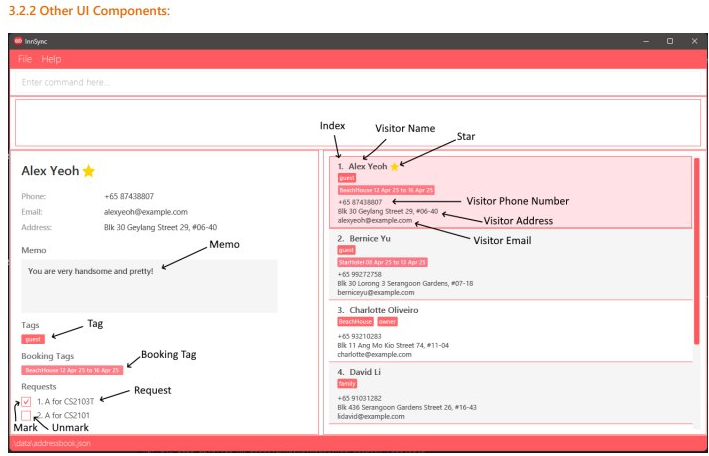 3.2.2 Other UI Components:
InnSync
File Help
Enter command here...
Index
Visitor Name
Star
Alex Yeoh
Phone: +65 87438807
Email: alexyeoh@example.com
Address: Blk 30 Geylang Street 29, #06-40
Memo
Memo
You are very handsome and pretty!
Tags
Tag
guest
Booking Tags
Booking Tag
BeachHouse 12 Apr 25 to 16 Apr 25
Requests
Request
1. A for CS2103T
2. A for CS2101
Mark
Unmark
1. Alex Yeoh
guest
BeachHouse 12 Apr 25 to 16 Apr 25
+65 87438807
Visitor Phone Number
Blk 30 Geylang Street 29, #06-40
Visitor Address
alexyeoh@example.com
Visitor Email
2. Bernice Yu
guest
StarHotel 08 Apr 25 to 13 Apr 25
+65 99272758
Blk 30 Lorong 3 Serangoon Gardens, #07-18
berniceyu@example.com
3. Charlotte Oliveiro
BeachHouse owner
+65 93210283
Blk 11 Ang Mo Kio Street 74, #11-04
charlotte@example.com
4. David Li
family
+65 91031282
Blk 436 Serangoon Gardens Street 26, #16-43
lidavid@example.com
\data\addressbook.json